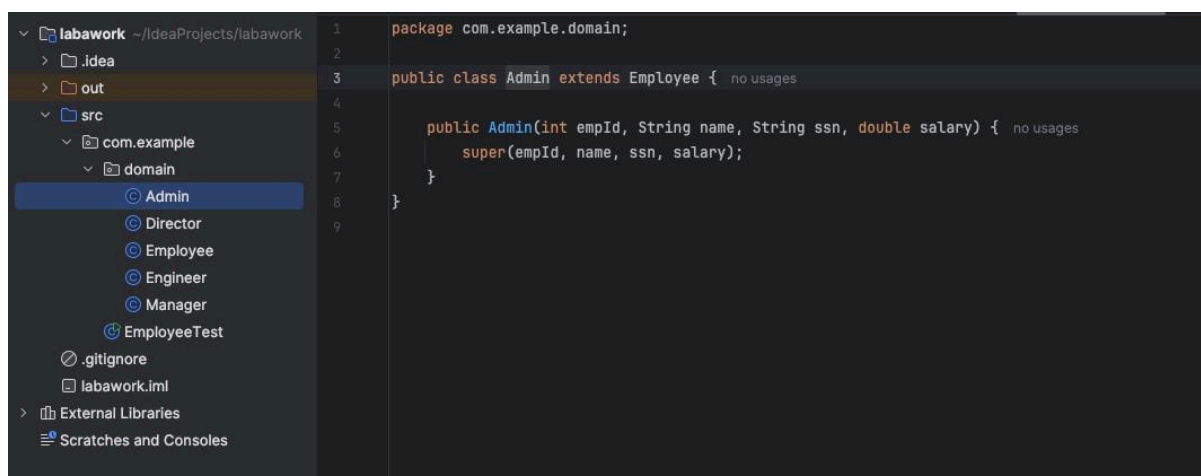 labawork ~/IdeaProjects/labawork
.idea
out
src
com.example
domain
Admin
Director
Employee
Engineer
Manager
EmployeeTest
.gitignore
labawork.iml
External Libraries
Scratches and Consoles
1 package com.example.domain;
2
3 public class Admin extends Employee { no usages
4
5 public Admin(int empId, String name, String ssn, double salary) { no usages
6 super(empId, name, ssn, salary);
7 }
8 }
9